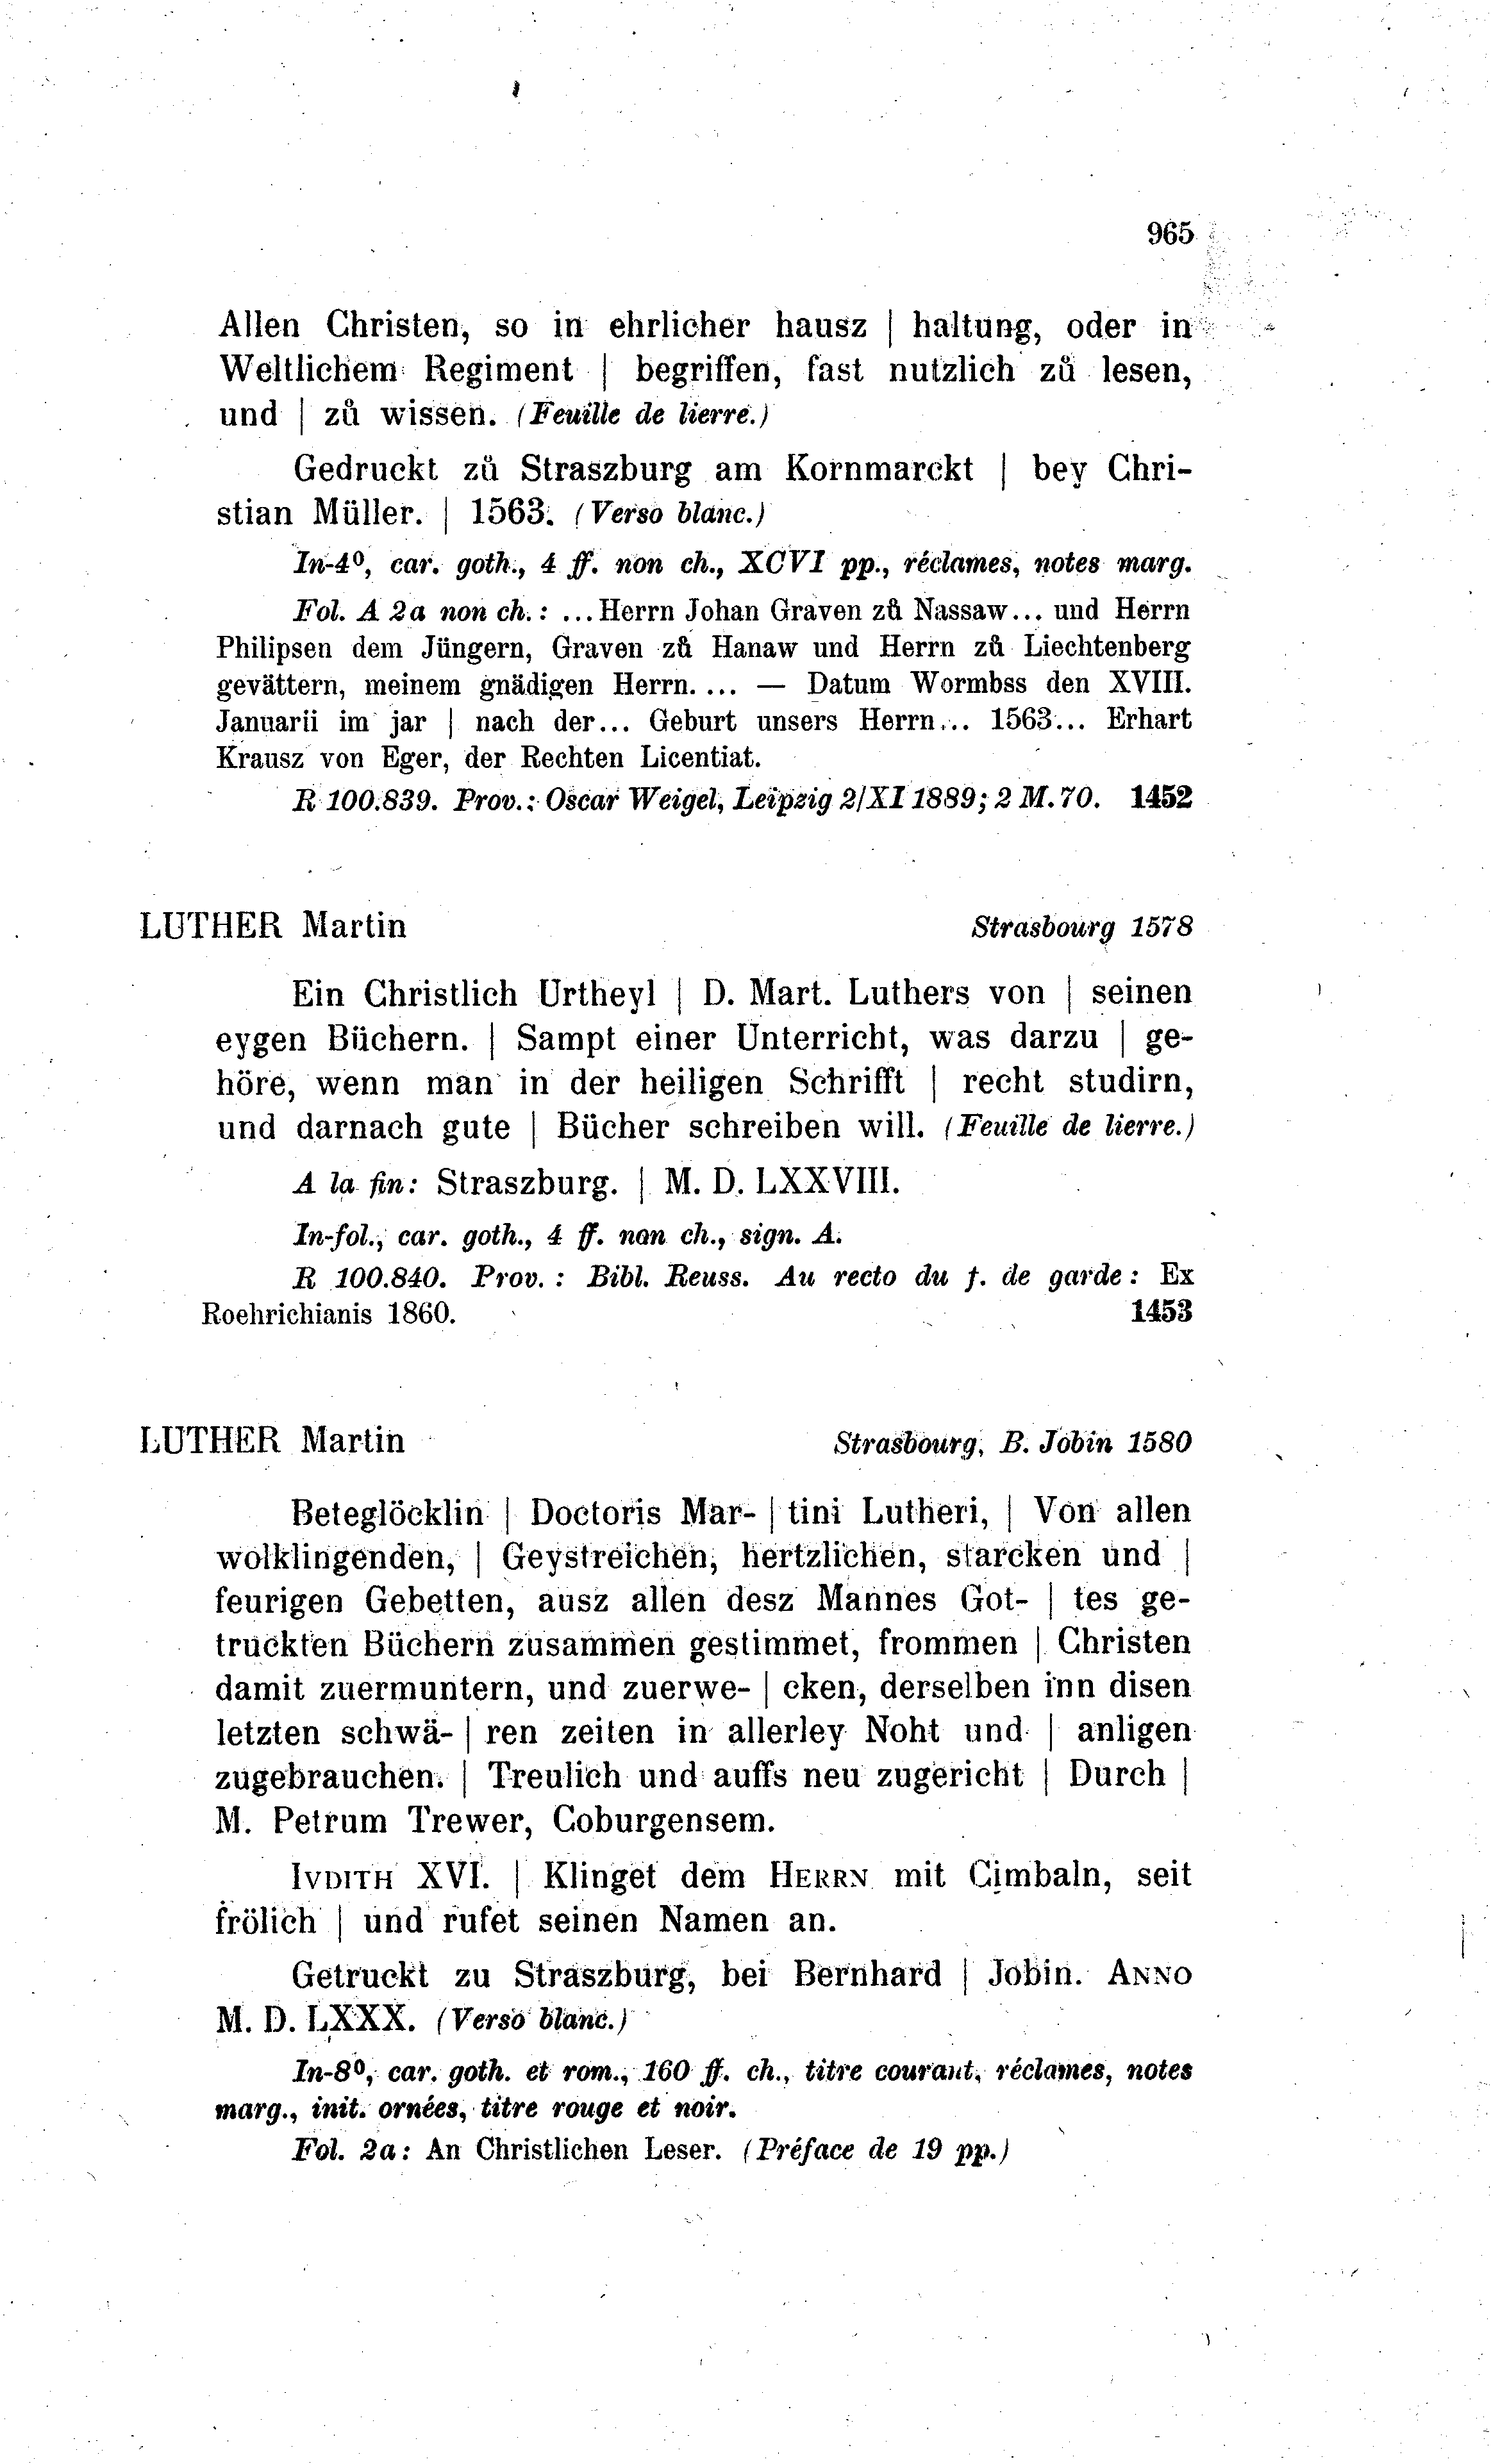 965
Allen Christen, so in ehrlicher hausz | haltung, oder in
Weltlichem Regiment | begriffen, fast nutzlich zů lesen,
und | zů wissen. (Feuille de lierre.)
Gedruckt zů Straszburg am Kornmarckt | bey Chri-
stian Müller. | 1563. (Verso blanc.)
In-4º, car. goth., 4 ff. non ch., XCVI pp., réclames, notes marg.
Fol. A 2a non ch.: ...Herrn Johan Graven zů Nassaw... und Herrn
Philipsen dem Jüngern, Graven zů Hanaw und Herrn zů Liechtenberg
gevättern, meinem gnädigen Herrn. ... — Datum Wormbss den XVIII.
Januarii im jar | nach der... Geburt unsers Herrn... 1563... Erhart
Krausz von Eger, der Rechten Licentiat.
R 100.839. Prov.: Oscar Weigel, Leipzig 2/XI 1889; 2 M. 70. 1452
LUTHER Martin Strasbourg 1578
Ein Christlich Urtheyl | D. Mart. Luthers von | seinen
eygen Büchern. | Sampt einer Unterricht, was darzu | ge-
höre, wenn man in der heiligen Schrifft | recht studirn,
und darnach gute | Bücher schreiben will. (Feuille de lierre.)
A la fin: Straszburg. | M. D. LXXVIII.
In-fol., car. goth., 4 ff. non ch., sign. A.
R 100.840. Prov.: Bibl. Reuss. Au recto du f. de garde: Ex
Roehrichianis 1860. 1453
LUTHER Martin Strasbourg, B. Jobin 1580
Beteglöcklin | Doctoris Mar- | tini Lutheri, | Von allen
wolklingenden, | Geystreichen, hertzlichen, starcken und |
feurigen Gebetten, ausz allen desz Mannes Got- | tes ge-
truckten Büchern zusammen gestimmet, frommen | Christen
damit zuermuntern, und zuerwe- | cken, derselben inn disen
letzten schwä- | ren zeiten in allerley Noht und | anligen
zugebrauchen. | Treulich und auffs neu zugericht | Durch |
M. Petrum Trewer, Coburgensem.
IVDITH XVI. | Klinget dem HERRN mit Cimbaln, seit
frölich | und rufet seinen Namen an.
Getruckt zu Straszburg, bei Bernhard | Jobin. ANNO
M. D. LXXX. (Verso blanc.)
In-8º, car. goth. et rom., 160 ff. ch., titre courant, réclames, notes
marg., init. ornées, titre rouge et noir.
Fol. 2a: An Christlichen Leser. (Préface de 19 pp.)